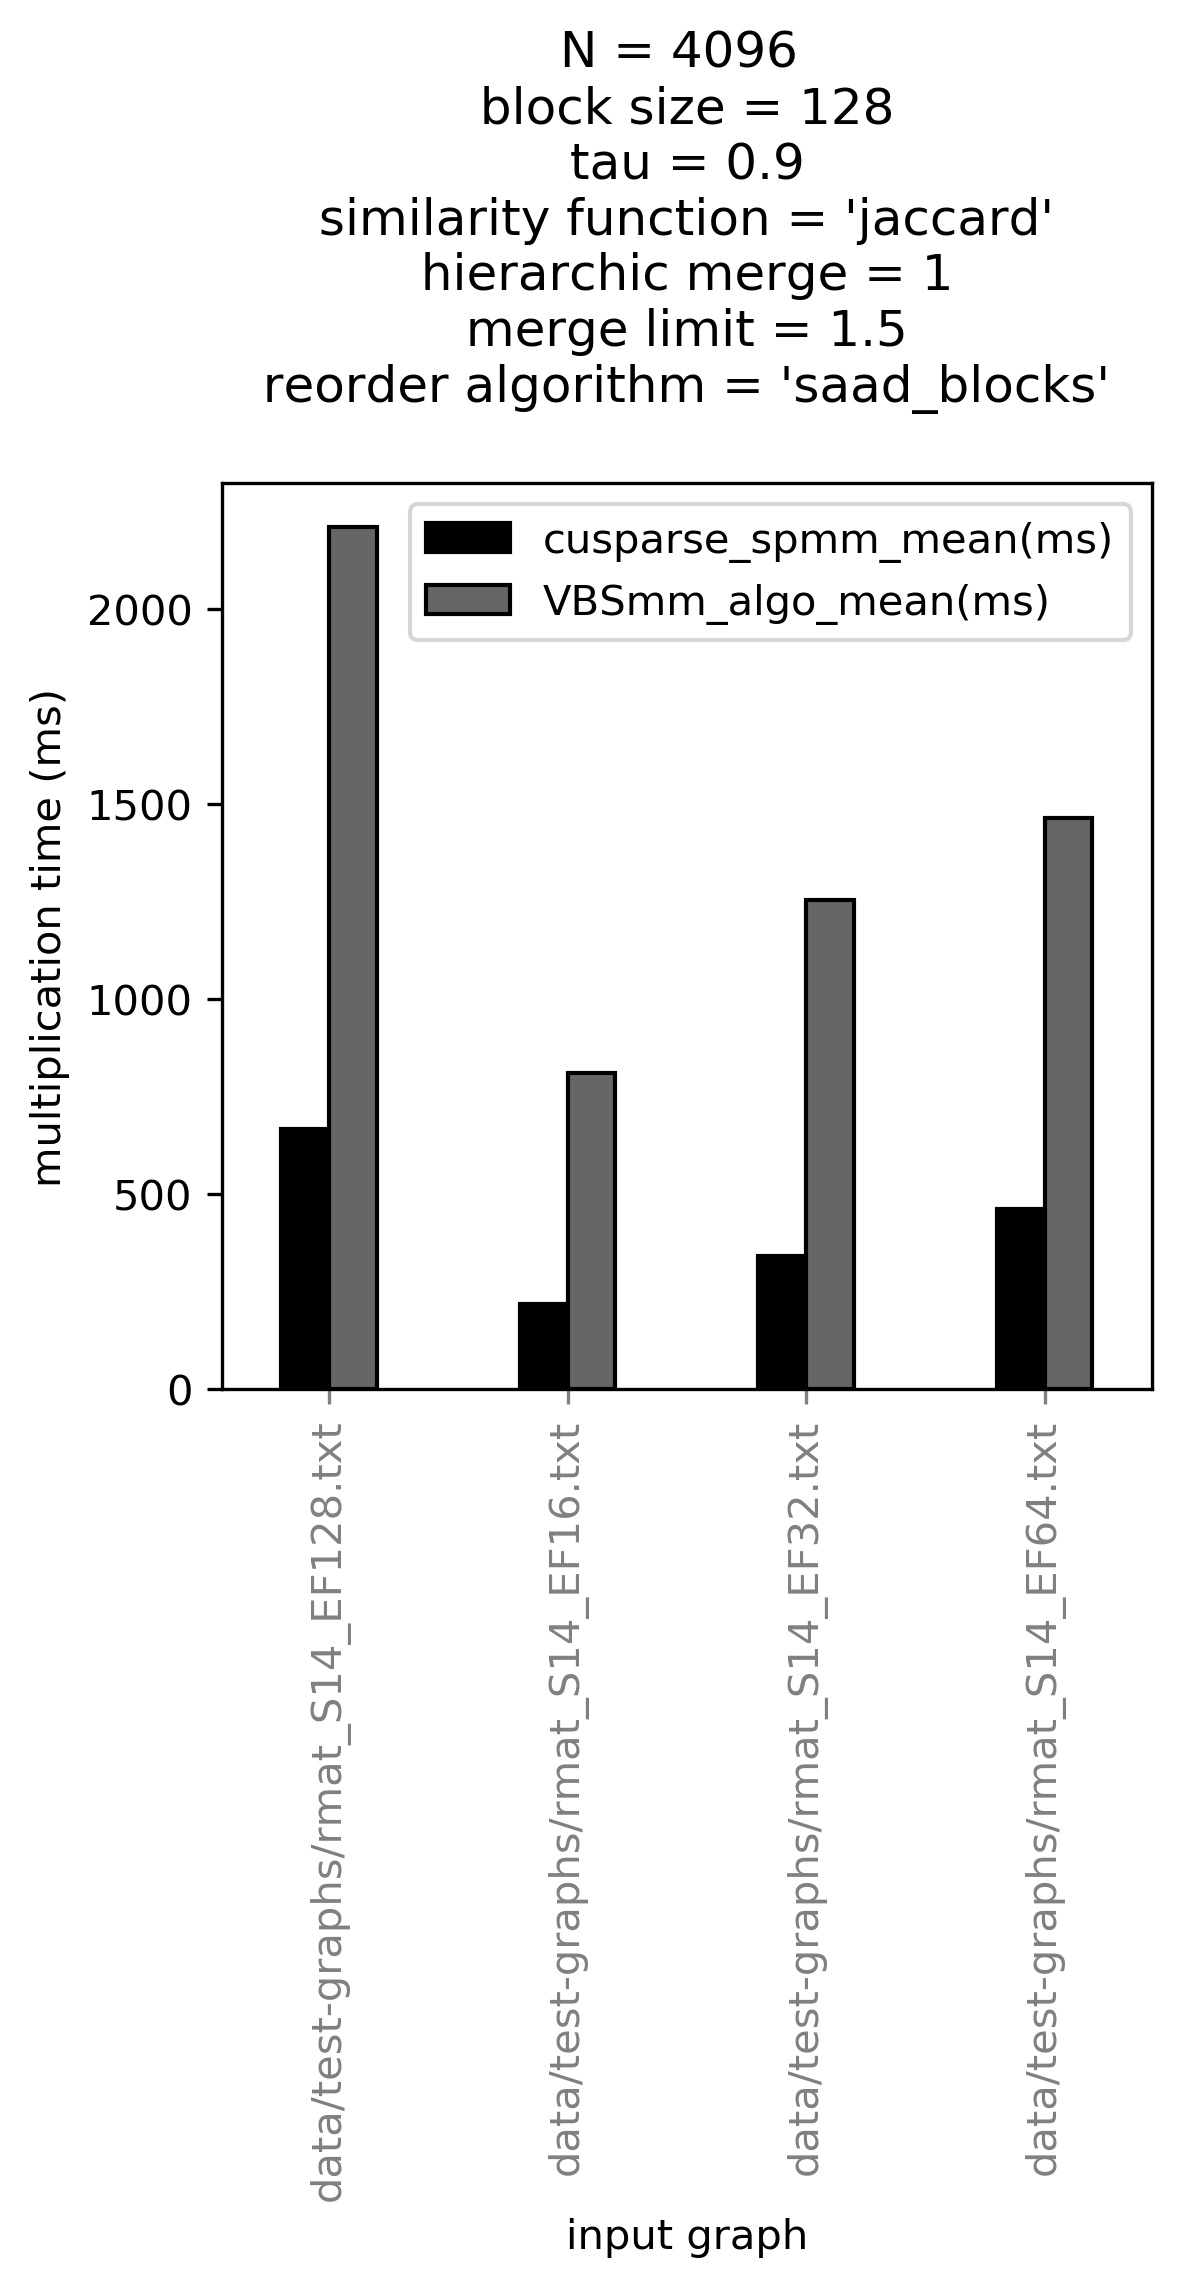 N = 4096
block size = 128
tau = 0.9
similarity function = 'jaccard'
hierarchic merge = 1
merge limit = 1.5
reorder algorithm = 'saad_blocks'
cusparse_spmm_mean(ms)
VBSmm_algo_mean(ms)
multiplication time (ms)
2000
1500
1000
500
0
data/test-graphs/rmat_S14_EF128.txt
data/test-graphs/rmat_S14_EF16.txt
data/test-graphs/rmat_S14_EF32.txt
data/test-graphs/rmat_S14_EF64.txt
input graph